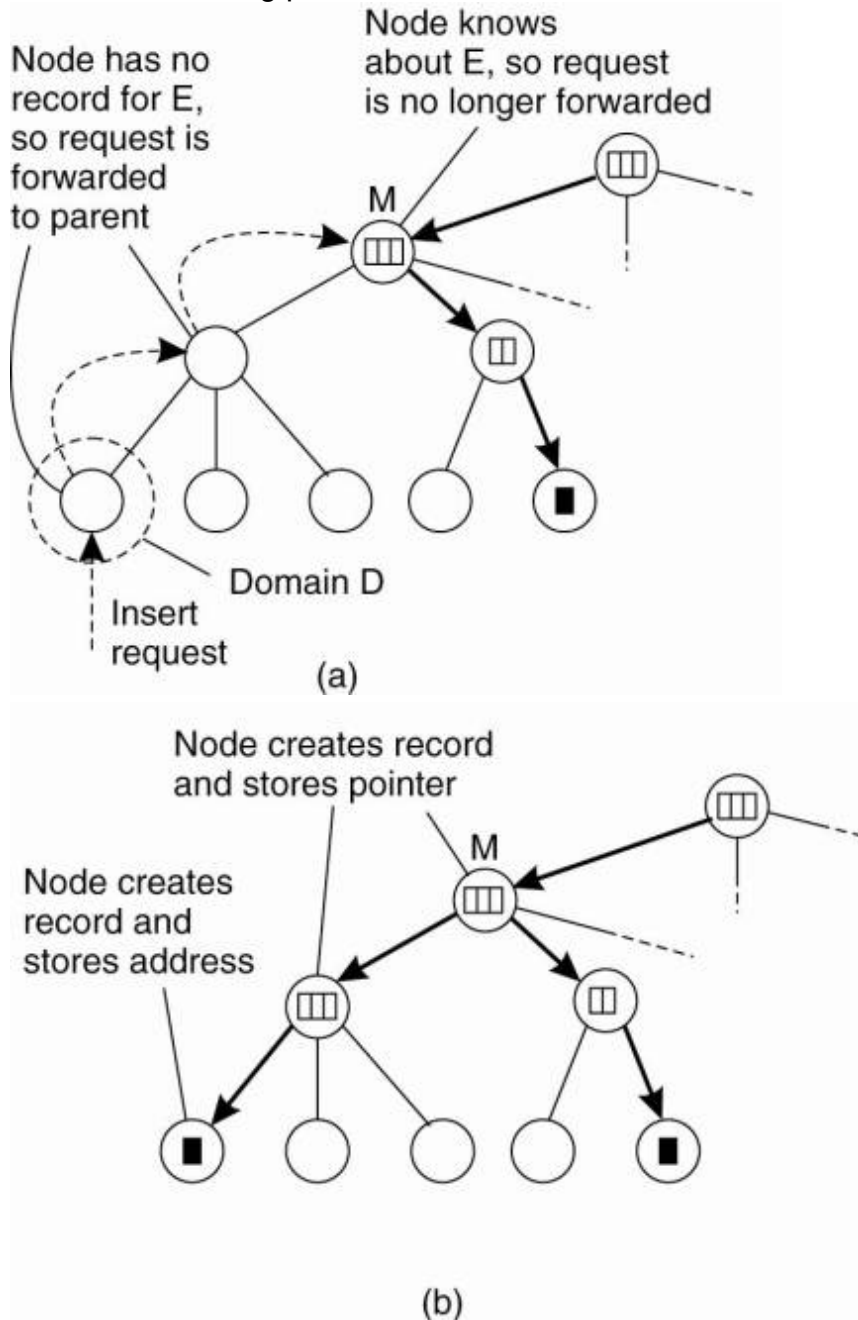 Node has no
record for E,
so request is
forwarded
to parent
Node knows
about E, so request
is no longer forwarded
M
Domain D
Insert
request
(a)
Node creates record
and stores pointer
M
Node creates
record and
stores address
(b)